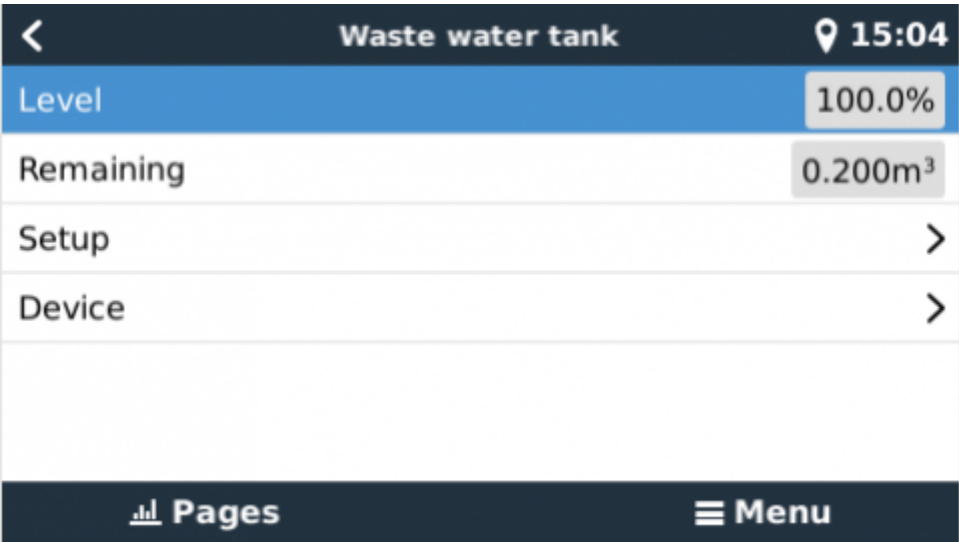 Waste water tank 15:04
Level 100.0%
Remaining 0.200m³
Setup
Device
Pages Menu